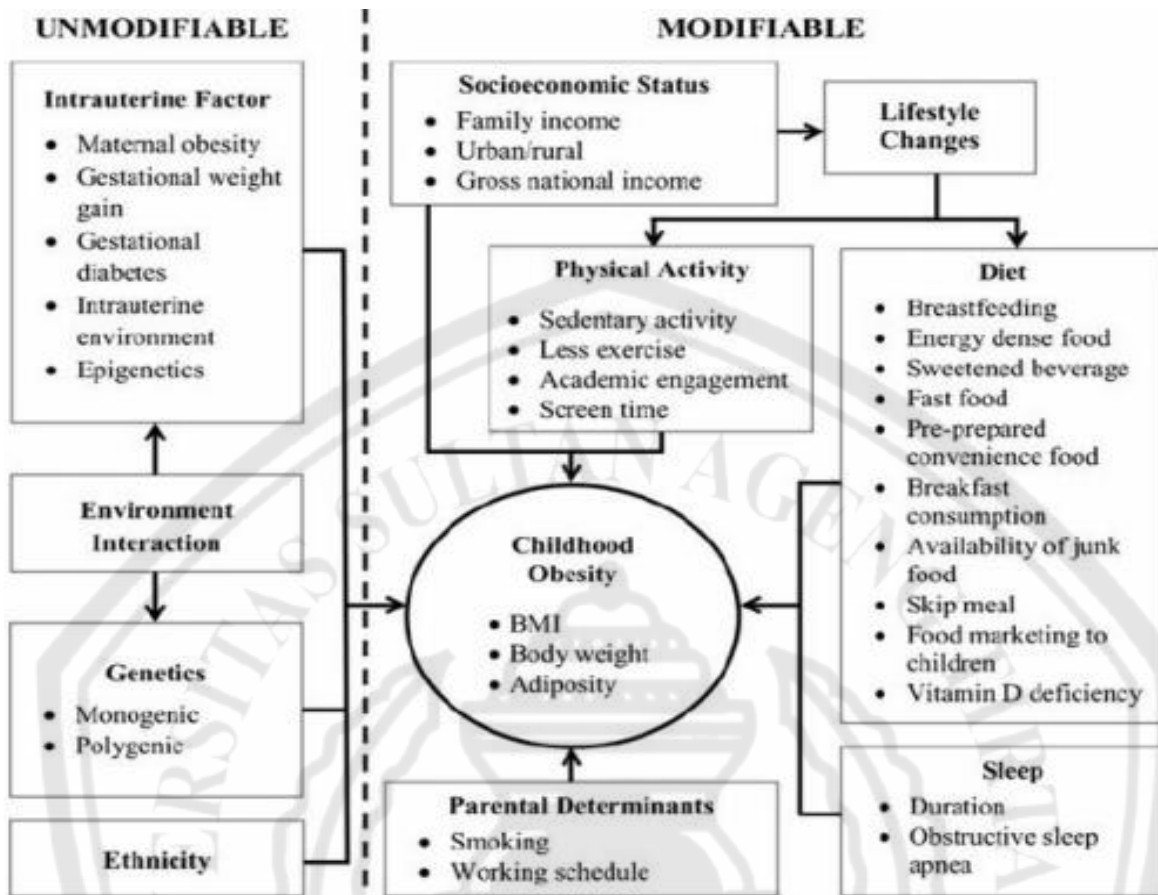 UNMODIFIABLE
Intrauterine Factor
• Maternal obesity
• Gestational weight
gain
• Gestational
diabetes
• Intrauterine
environment
• Epigenetics
Environment
Interaction
Genetics
• Monogenic
• Polygenic
Ethnicity
MODIFIABLE
Socioeconomic Status
• Family income
• Urban/rural
• Gross national income
Lifestyle
Changes
Physical Activity
• Sedentary activity
• Less exercise
• Academic engagement
• Screen time
Diet
• Breastfeeding
• Energy dense food
• Sweetened beverage
• Fast food
• Pre-prepared
convenience food
• Breakfast
consumption
• Availability of junk
food
• Skip meal
• Food marketing to
children
• Vitamin D deficiency
Childhood
Obesity
• BMI
• Body weight
• Adiposity
Parental Determinants
• Smoking
• Working schedule
Sleep
• Duration
• Obstructive sleep
apnea
ERSITAS SULTAN AGENG TIRTA